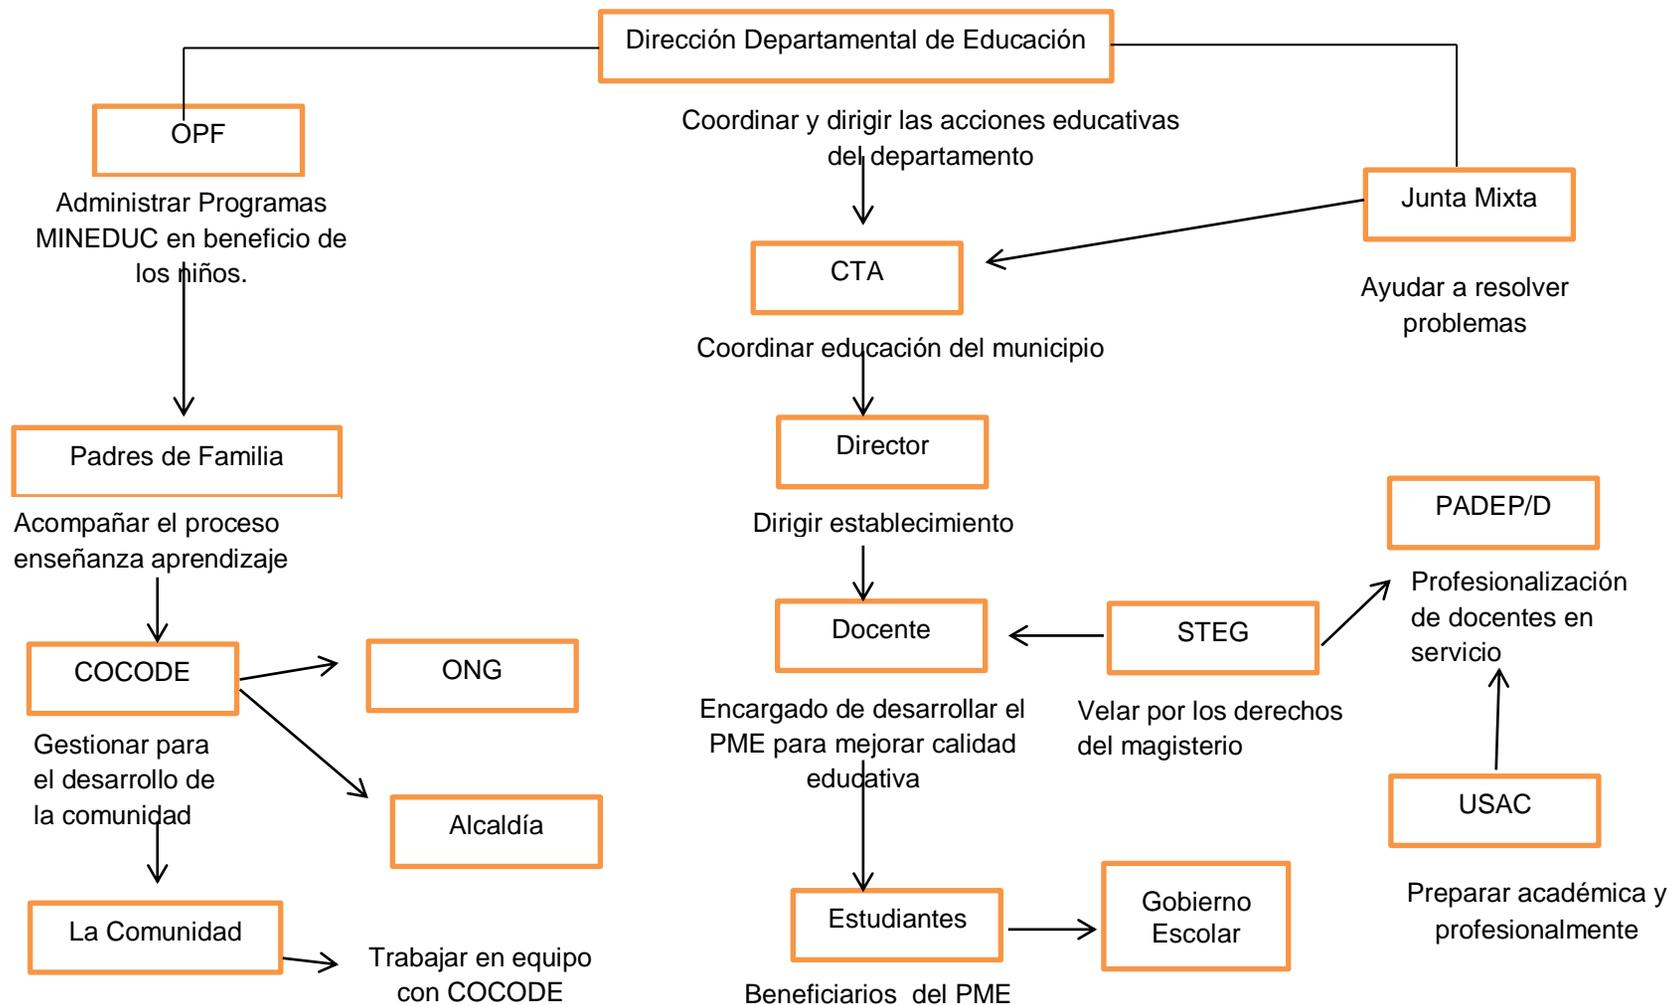 Dirección Departamental de Educación
OPF
Administrar Programas
MINEDUC en beneficio de
los niños.
Coordinar y dirigir las acciones educativas
del departamento
Junta Mixta
Ayudar a resolver
problemas
CTA
Coordinar educación del municipio
Padres de Familia
Acompañar el proceso
enseñanza aprendizaje
Director
Dirigir establecimiento
PADEP/D
Profesionalización
de docentes en
servicio
COCODE
Gestionar para
el desarrollo de
la comunidad
ONG
Alcaldía
Docente
Encargado de desarrollar el
PME para mejorar calidad
educativa
STEG
Velar por los derechos
del magisterio
USAC
Preparar académica y
profesionalmente
La Comunidad
Trabajar en equipo
con COCODE
Estudiantes
Beneficiarios del PME
Gobierno
Escolar